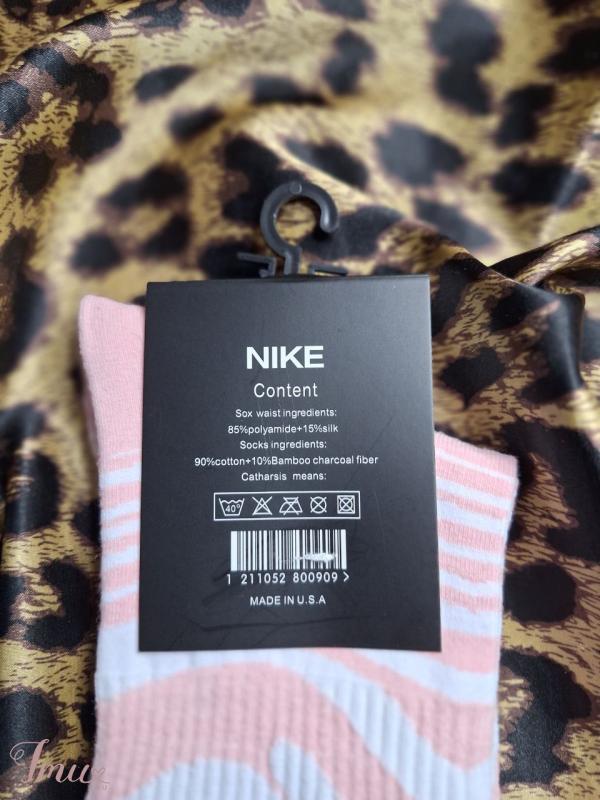 NIKE
Content
Sox waist ingredients:
85%polyamide+15%silk
Socks ingredients:
90%cotton+10%Bamboo charcoal fiber
Catharsis means:
40°
1 211052 800909 >
MADE IN U.S.A